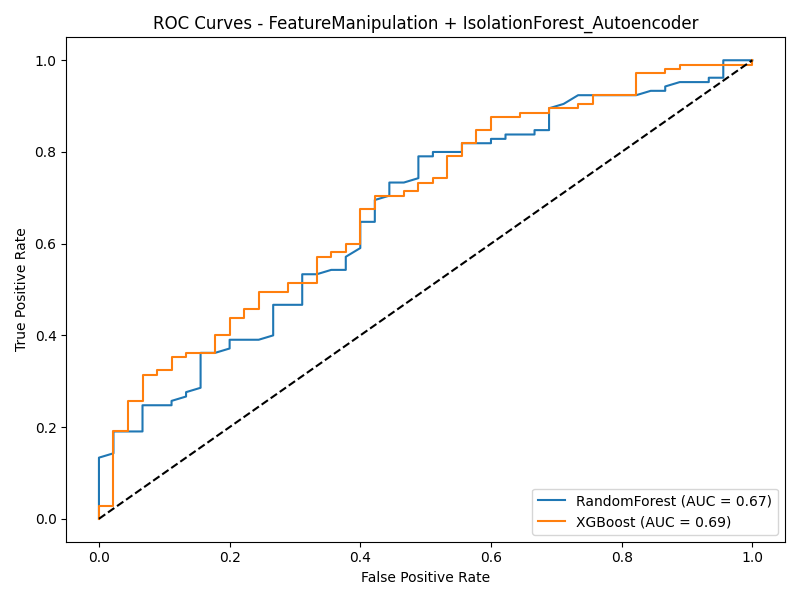 ROC Curves - FeatureManipulation + IsolationForest_Autoencoder
True Positive Rate
1.0
0.8
0.6
0.4
0.2
0.0
RandomForest (AUC = 0.67)
XGBoost (AUC = 0.69)
0.0 0.2 0.4 0.6 0.8 1.0
False Positive Rate